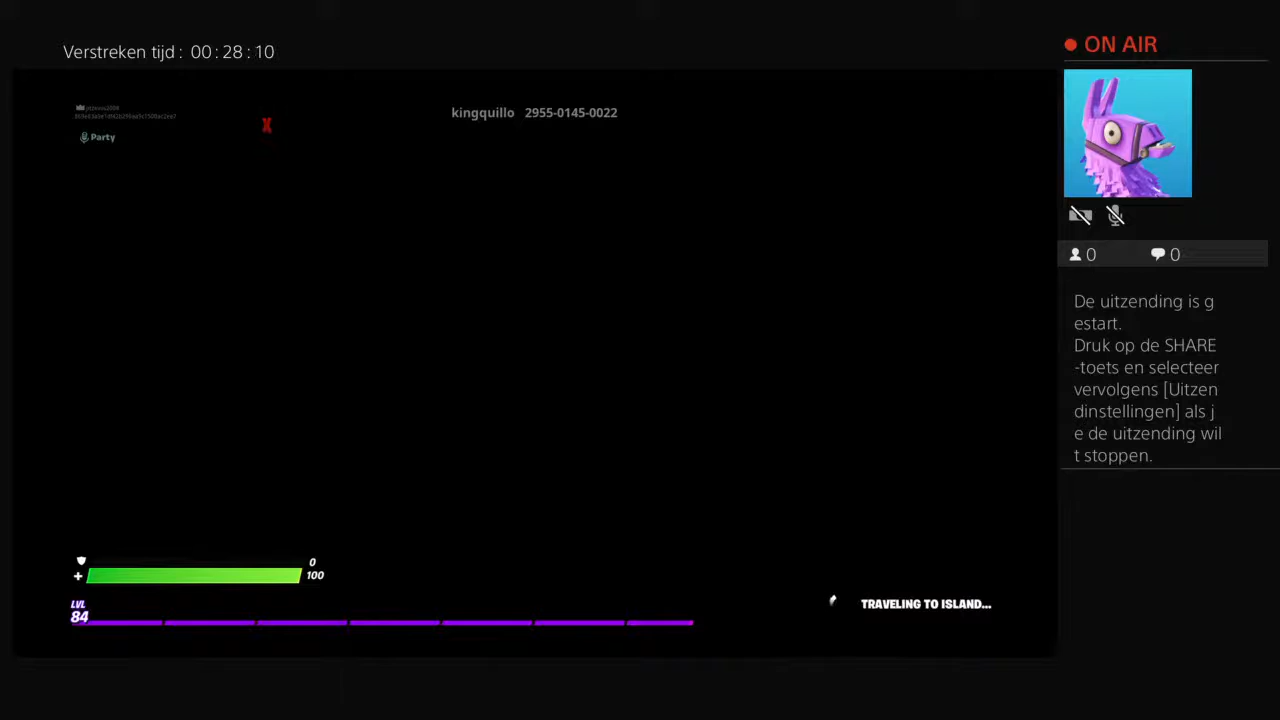 Verstreken tijd : 00 : 28 : 10
ON AIR
kingquillo 2955-0145-0022
Party
0
0
De uitzending is g
estart.
Druk op de SHARE
-toets en selecteer
vervolgens [Uitzen
dinstellingen] als j
e de uitzending wil
t stoppen.
0
100
LVL
84
TRAVELING TO ISLAND...